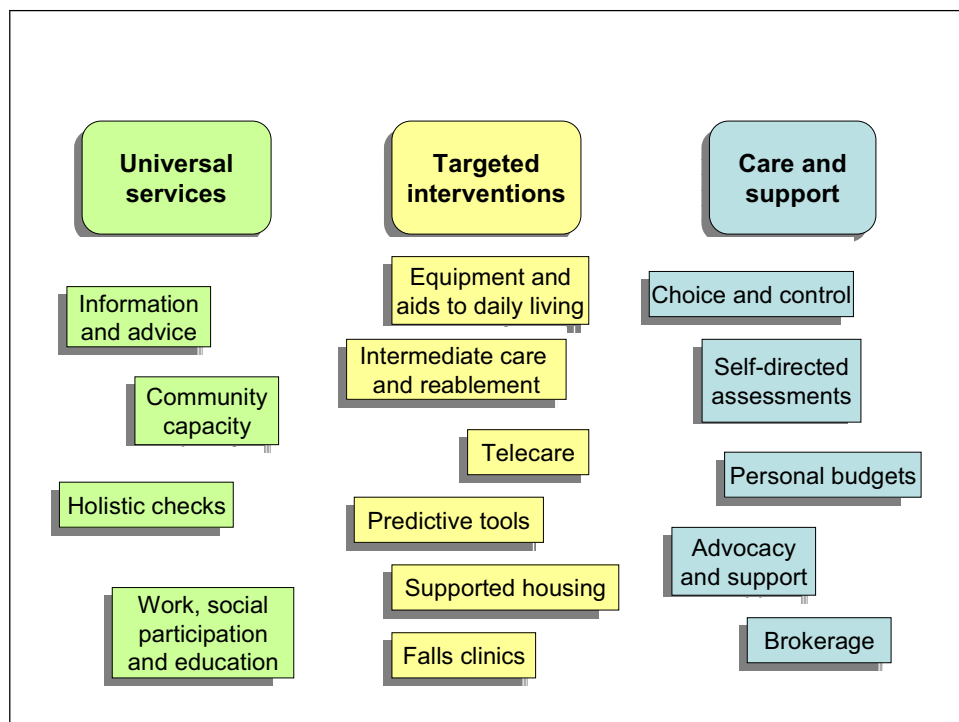 Universal
services
Information
and advice
Community
capacity
Holistic checks
Work, social
participation
and education
Targeted
interventions
Equipment and
aids to daily living
Intermediate care
and reablement
Telecare
Predictive tools
Supported housing
Falls clinics
Care and
support
Choice and control
Self-directed
assessments
Personal budgets
Advocacy
and support
Brokerage